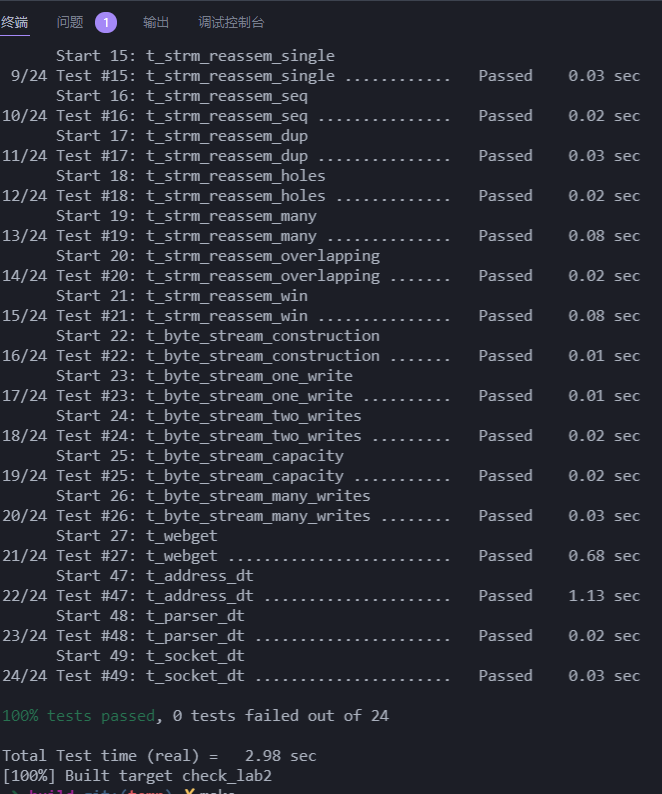 终端 问题 1 输出 调试控制台
Start 15: t_strm_reassem_single
9/24 Test #15: t_strm_reassem_single ............ Passed 0.03 sec
Start 16: t_strm_reassem_seq
10/24 Test #16: t_strm_reassem_seq ............... Passed 0.02 sec
Start 17: t_strm_reassem_dup
11/24 Test #17: t_strm_reassem_dup ............... Passed 0.03 sec
Start 18: t_strm_reassem_holes
12/24 Test #18: t_strm_reassem_holes ............. Passed 0.02 sec
Start 19: t_strm_reassem_many
13/24 Test #19: t_strm_reassem_many .............. Passed 0.08 sec
Start 20: t_strm_reassem_overlapping
14/24 Test #20: t_strm_reassem_overlapping ....... Passed 0.02 sec
Start 21: t_strm_reassem_win
15/24 Test #21: t_strm_reassem_win ............... Passed 0.08 sec
Start 22: t_byte_stream_construction
16/24 Test #22: t_byte_stream_construction ....... Passed 0.01 sec
Start 23: t_byte_stream_one_write
17/24 Test #23: t_byte_stream_one_write .......... Passed 0.01 sec
Start 24: t_byte_stream_two_writes
18/24 Test #24: t_byte_stream_two_writes ......... Passed 0.02 sec
Start 25: t_byte_stream_capacity
19/24 Test #25: t_byte_stream_capacity ........... Passed 0.02 sec
Start 26: t_byte_stream_many_writes
20/24 Test #26: t_byte_stream_many_writes ........ Passed 0.03 sec
Start 27: t_webget
21/24 Test #27: t_webget ......................... Passed 0.68 sec
Start 47: t_address_dt
22/24 Test #47: t_address_dt ..................... Passed 1.13 sec
Start 48: t_parser_dt
23/24 Test #48: t_parser_dt ...................... Passed 0.02 sec
Start 49: t_socket_dt
24/24 Test #49: t_socket_dt ...................... Passed 0.03 sec
100% tests passed, 0 tests failed out of 24
Total Test time (real) = 2.98 sec
[100%] Built target check_lab2